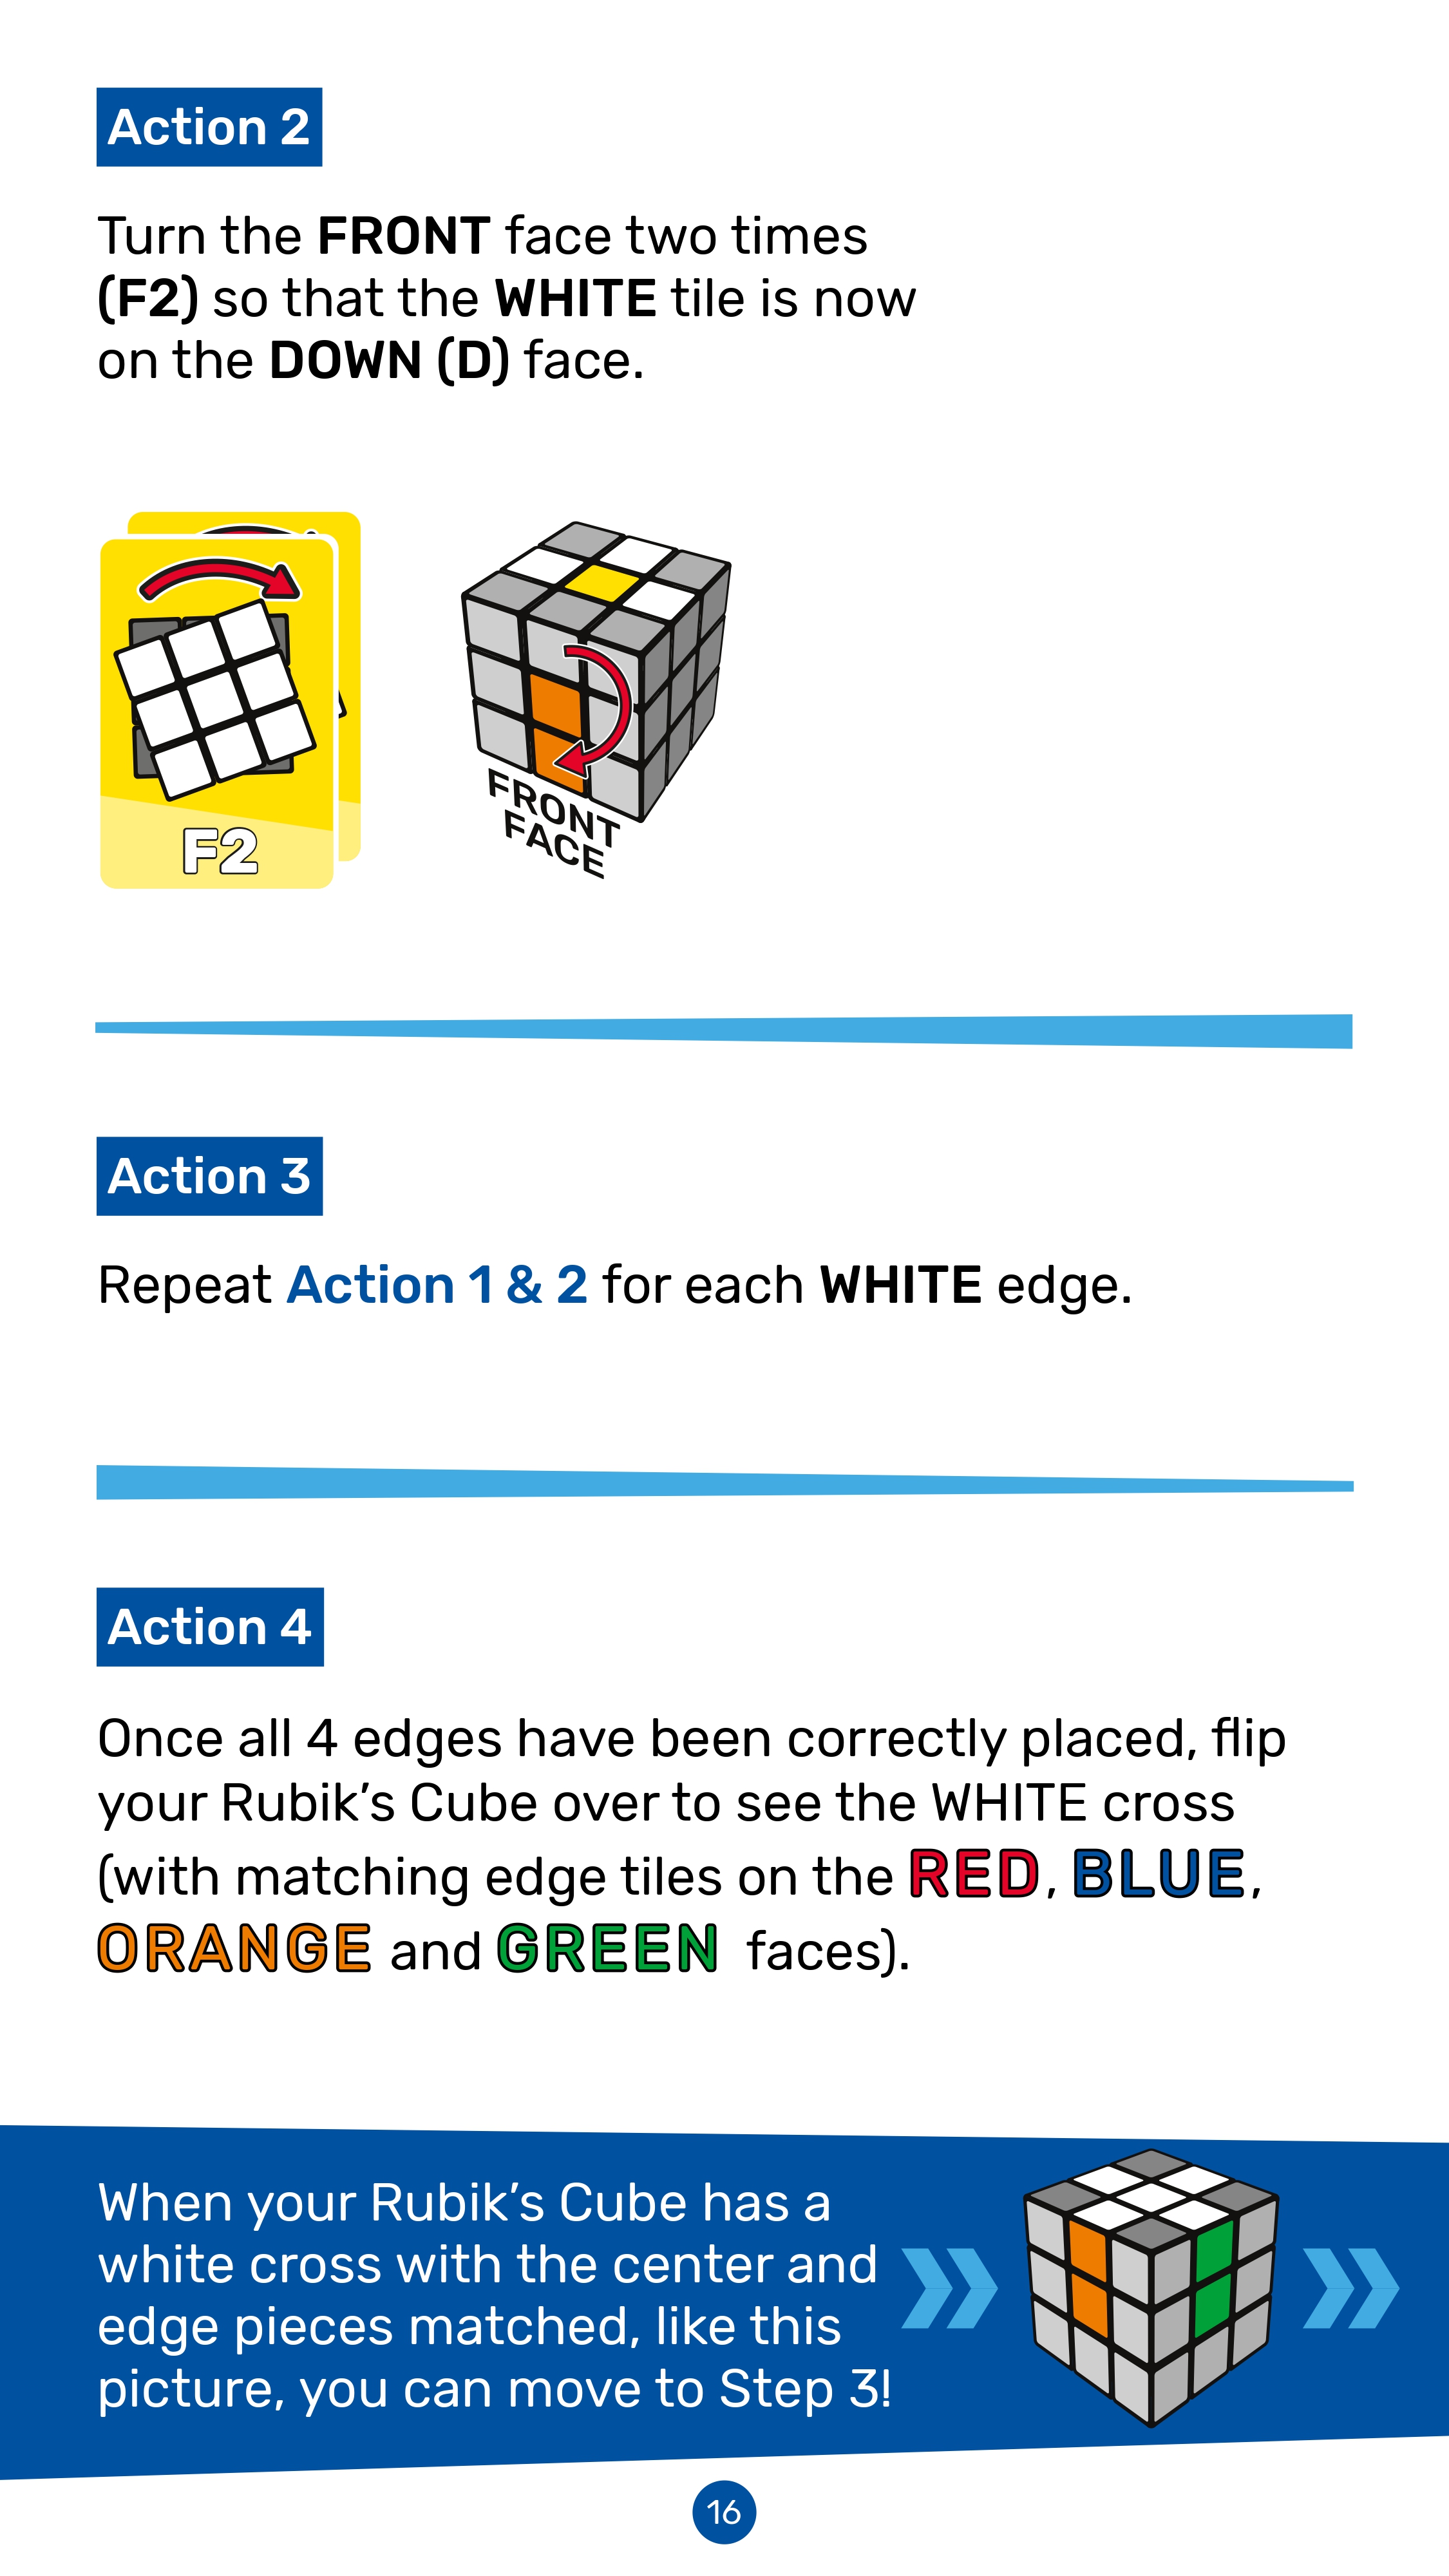 Action 2
Turn the FRONT face two times
(F2) so that the WHITE tile is now
on the DOWN (D) face.
F2
FRONT
FACE
Action 3
Repeat Action 1 & 2 for each WHITE edge.
Action 4
Once all 4 edges have been correctly placed, flip
your Rubik’s Cube over to see the WHITE cross
(with matching edge tiles on the RED, BLUE,
ORANGE and GREEN faces).
When your Rubik’s Cube has a
white cross with the center and
edge pieces matched, like this
picture, you can move to Step 3!
16